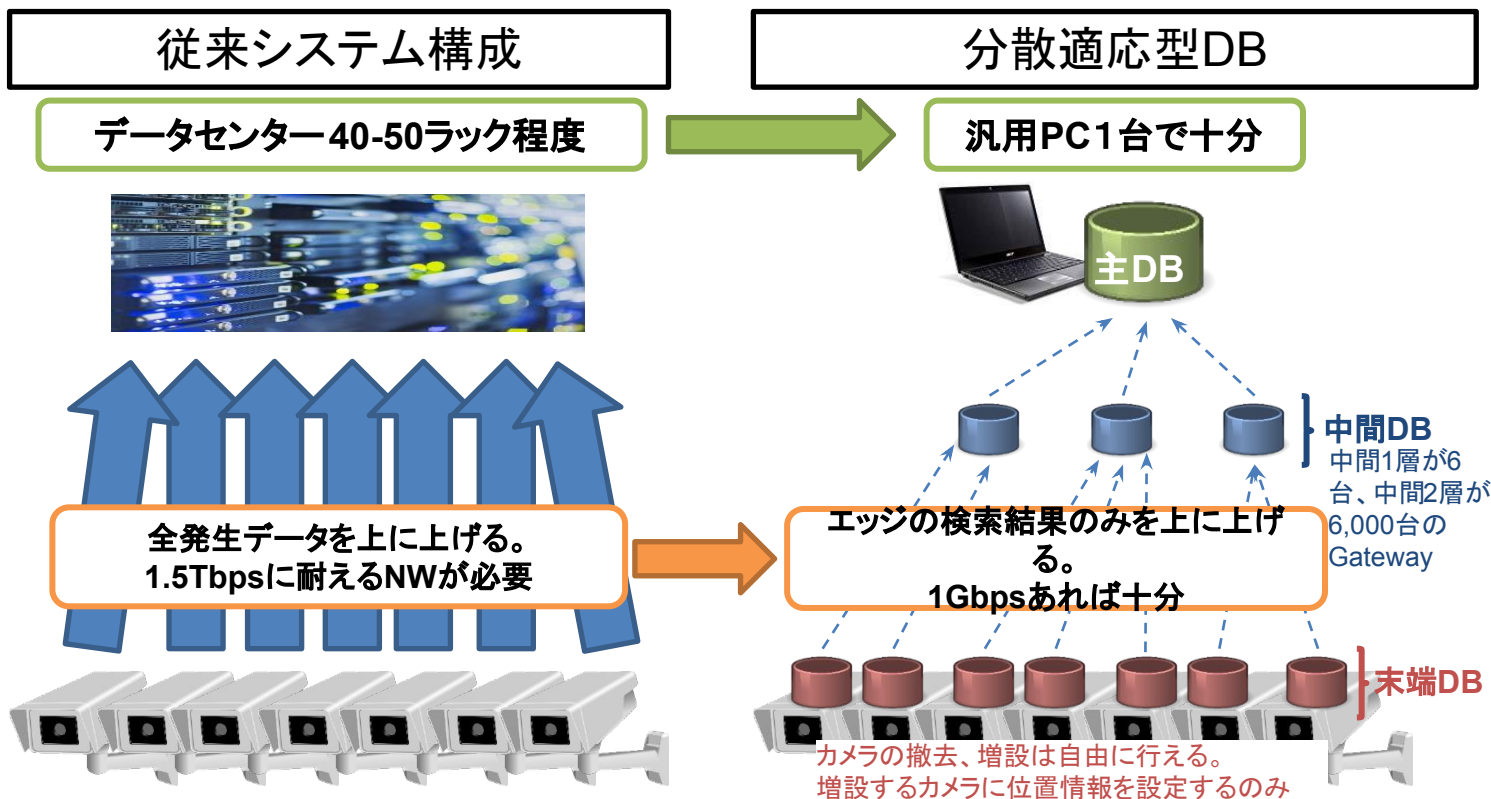 従来システム構成
分散適応型DB
データセンター40-50ラック程度
汎用PC1台で十分
主DB
中間DB
中間1層が6
台、中間2層が
6,000台の
Gateway
全発生データを上に上げる。
1.5Tbpsに耐えるNWが必要
エッジの検索結果のみを上に上げ
る。
1Gbpsあれば十分
末端DB
カメラの撤去、増設は自由に行える。
増設するカメラに位置情報を設定するのみ